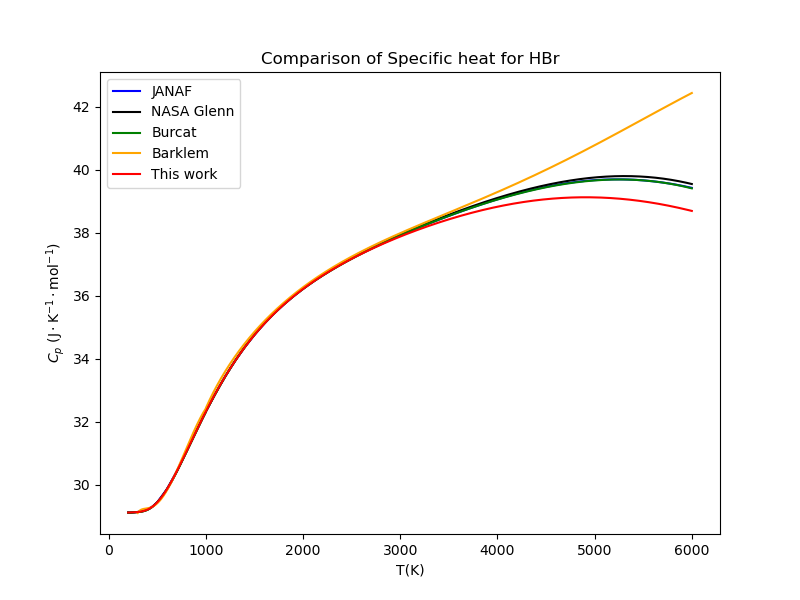 Comparison of Specific heat for HBr
JANAF
NASA Glenn
Burcat
Barklem
This work
42
40
38
36
34
32
30
$C_p$ (J · K⁻¹ · mol⁻¹)
0 1000 2000 3000 4000 5000 6000
T(K)